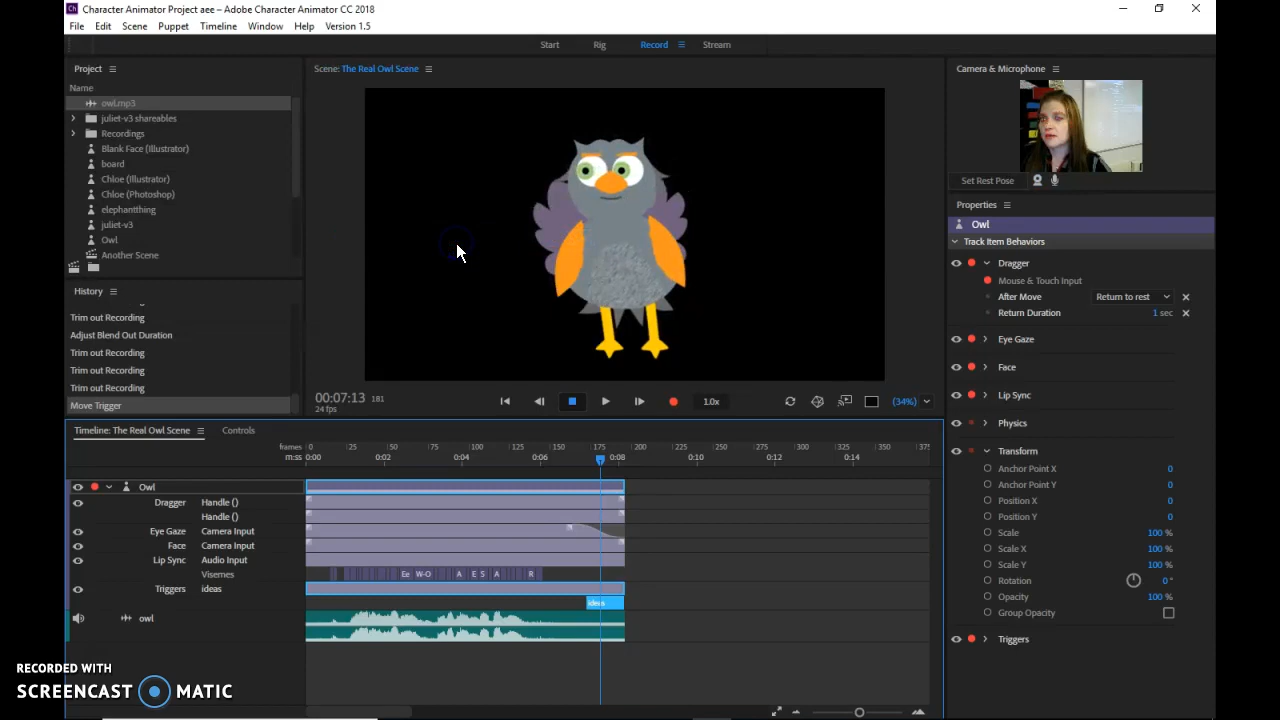 Ch Character Animator Project aee – Adobe Character Animator CC 2018
File Edit Scene Puppet Timeline Window Help Version 1.5
Start Rig Record Stream
Project
Name
owl.mp3
juliet-v3 shareables
Recordings
Blank Face (Illustrator)
board
Chloe (Illustrator)
Chloe (Photoshop)
elephantthing
juliet-v3
Owl
Another Scene
History
Trim out Recording
Adjust Blend Out Duration
Trim out Recording
Trim out Recording
Trim out Recording
Move Trigger
Scene: The Real Owl Scene
00:07:13 181
24 fps
1.0x
(34%)
Camera & Microphone
Set Rest Pose
Properties
Owl
Track Item Behaviors
Dragger
Mouse & Touch Input
After Move Return to rest
Return Duration 1 sec
Eye Gaze
Face
Lip Sync
Physics
Transform
Anchor Point X 0
Anchor Point Y 0
Position X 0
Position Y 0
Scale 100 %
Scale X 100 %
Scale Y 100 %
Rotation 0 °
Opacity 100 %
Group Opacity
Triggers
Timeline: The Real Owl Scene Controls
frames 0 25 50 75 100 125 150 175 200 225 250 275 300 325 350 375
m:ss 0:00 0:02 0:04 0:06 0:08 0:10 0:12 0:14
Owl
Dragger Handle ()
Handle ()
Eye Gaze Camera Input
Face Camera Input
Lip Sync Audio Input
Visemes Ee W-O A E S A R
Triggers ideas
ideas
owl
RECORDED WITH
SCREENCAST MATIC